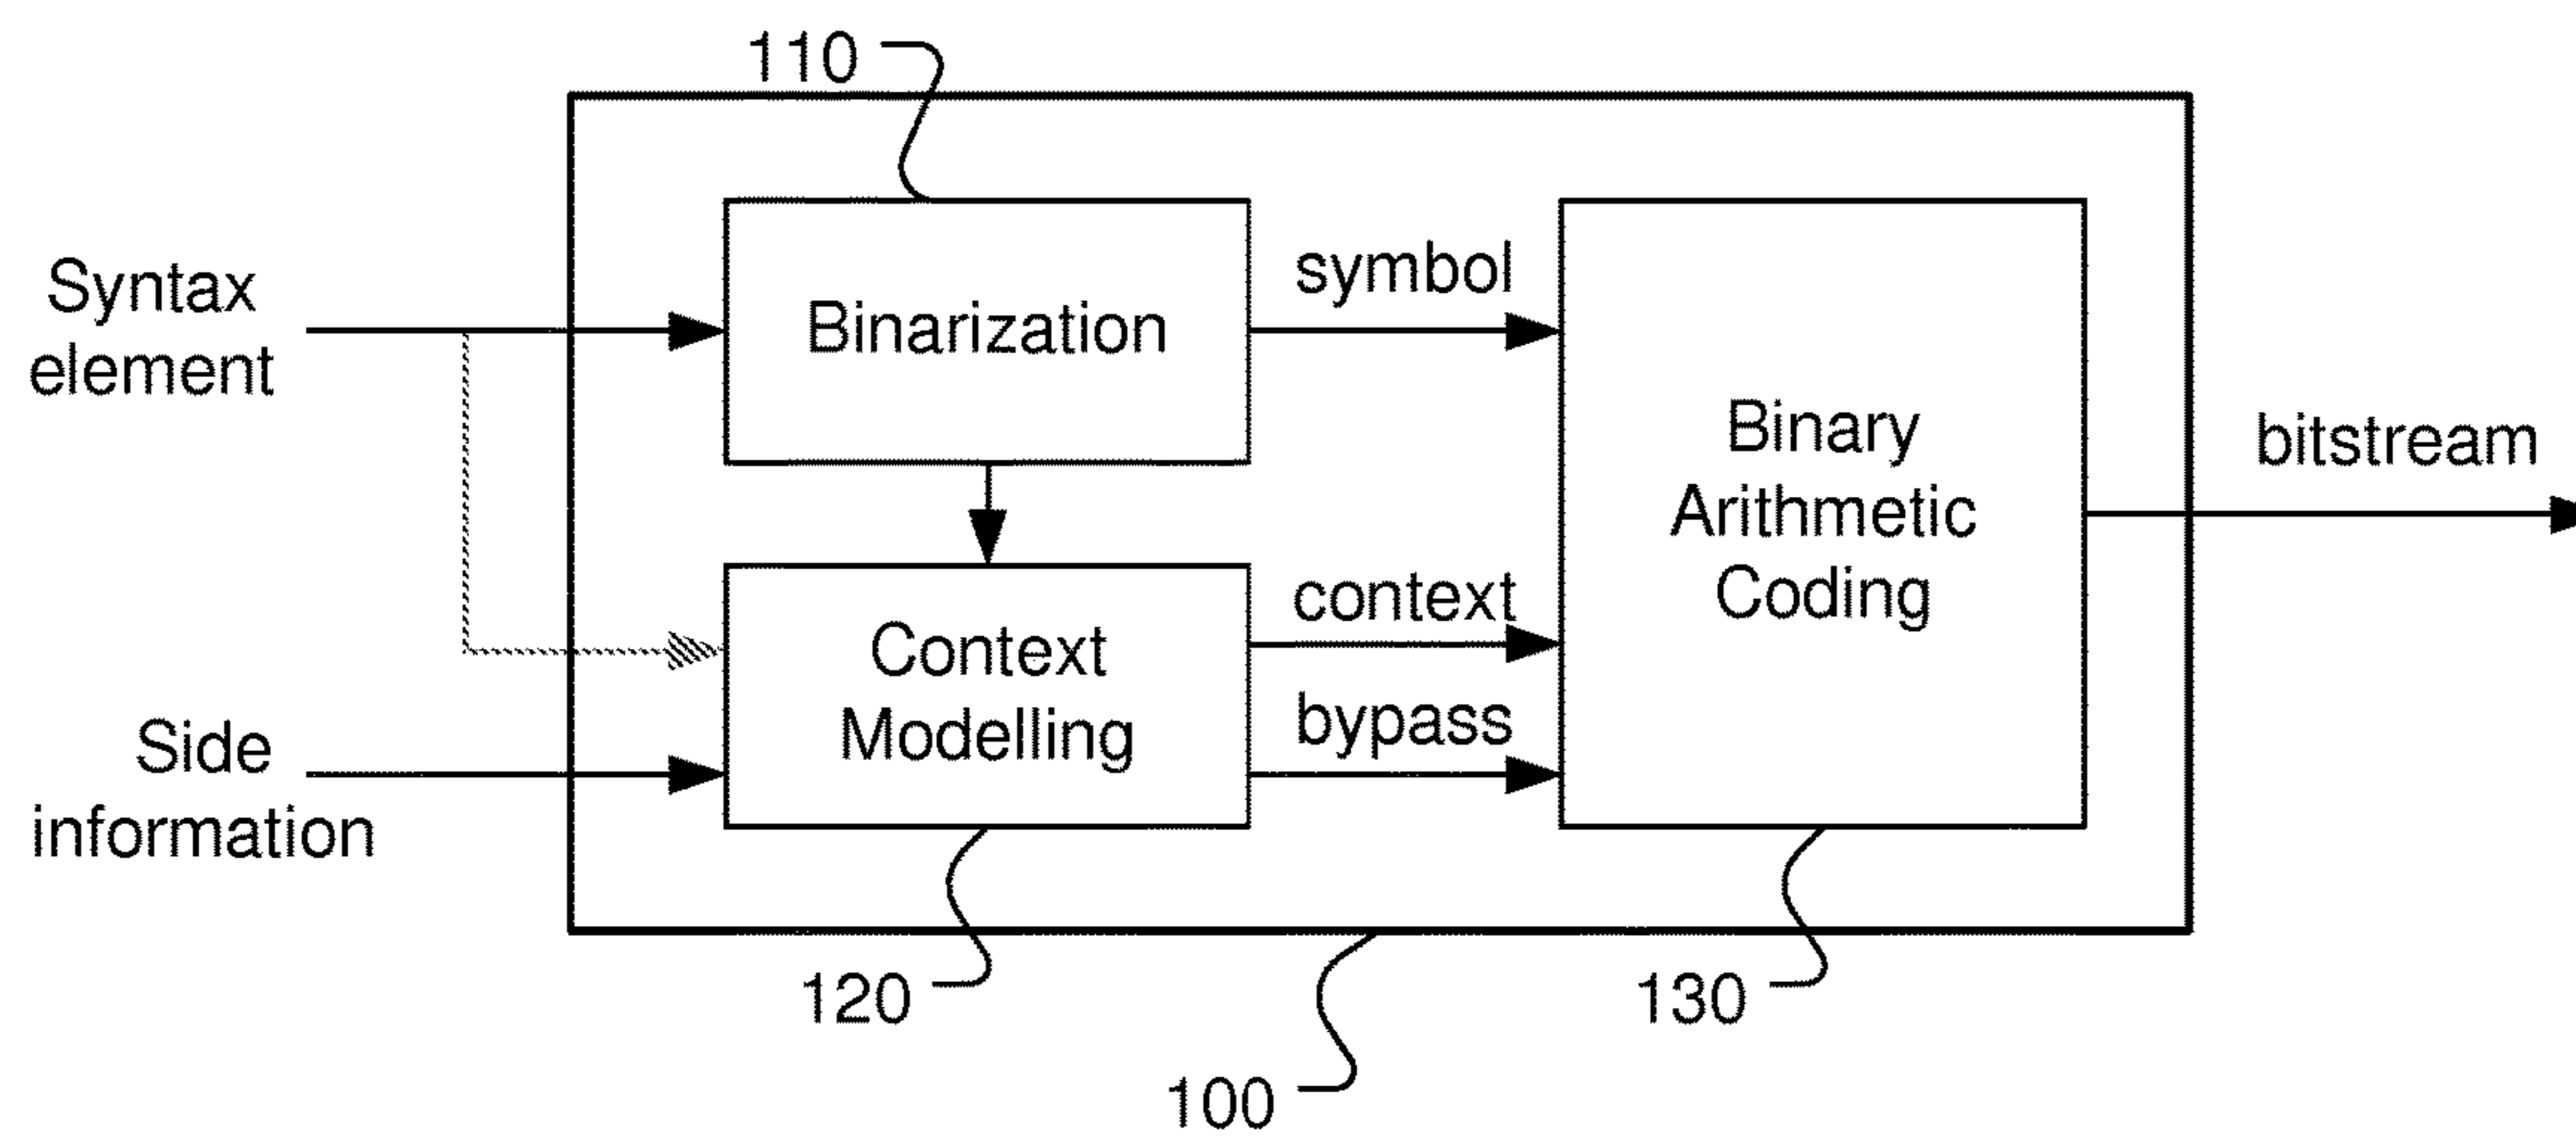 110
Syntax
element
Binarization
symbol
Binary
Arithmetic
Coding
bitstream
Context
Modelling
context
bypass
Side
information
120
130
100